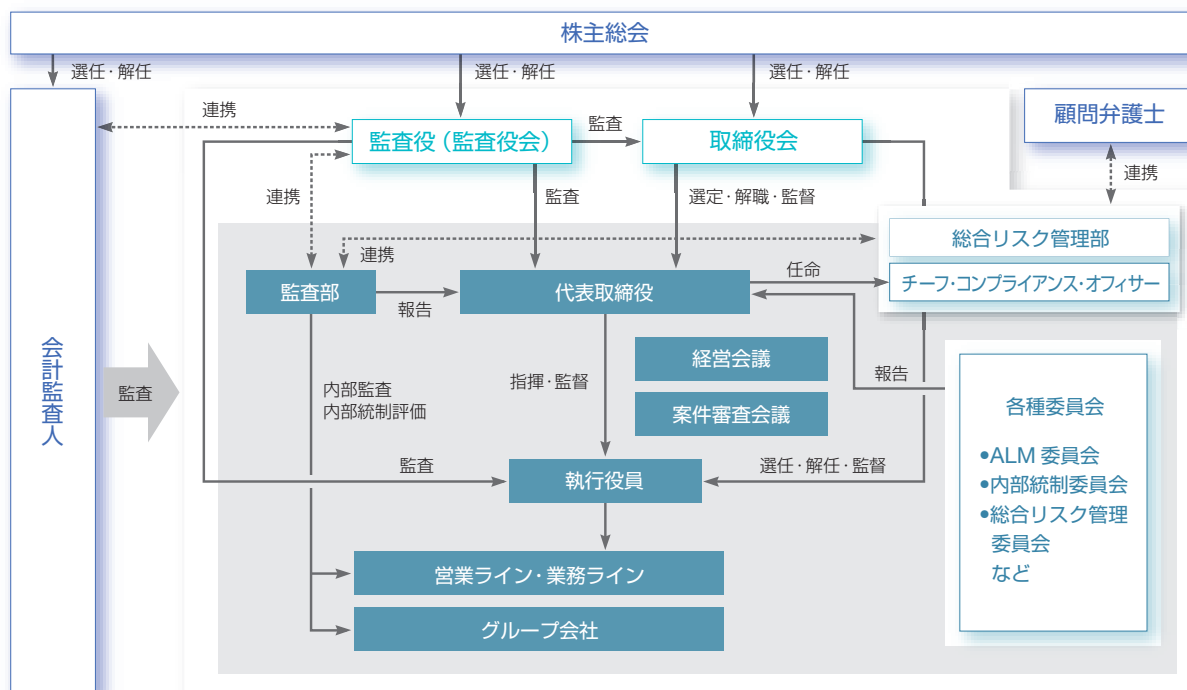 株主総会
選任・解任
選任・解任
選任・解任
連携
監査役(監査役会)
監査
取締役会
顧問弁護士
連携
連携
監査
選定・解職・監督
総合リスク管理部
連携
チーフ・コンプライアンス・オフィサー
任命
監査部
報告
代表取締役
会計監査人
監査
内部監査
内部統制評価
指揮・監督
経営会議
案件審査会議
報告
各種委員会
•ALM 委員会
•内部統制委員会
•総合リスク管理
委員会
など
監査
執行役員
選任・解任・監督
営業ライン・業務ライン
グループ会社